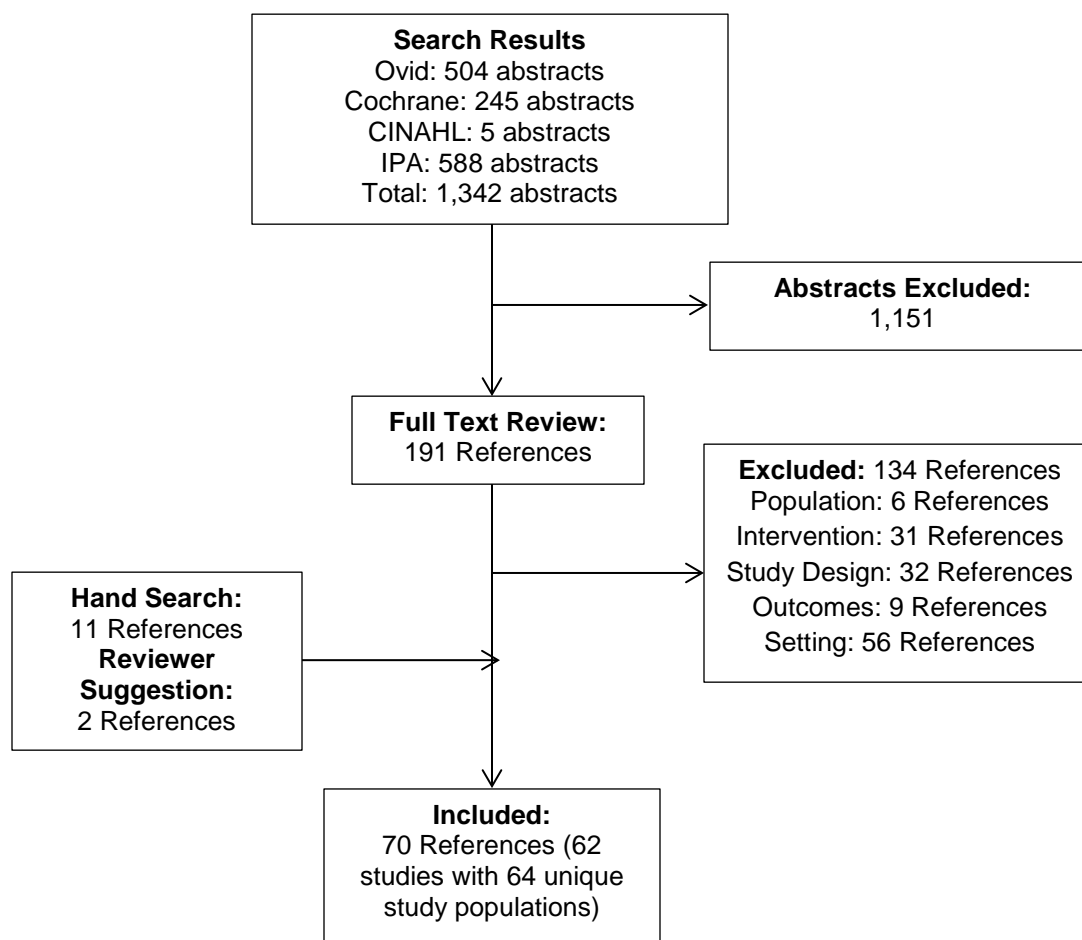 Search Results
Ovid: 504 abstracts
Cochrane: 245 abstracts
CINAHL: 5 abstracts
IPA: 588 abstracts
Total: 1,342 abstracts
Abstracts Excluded:
1,151
Full Text Review:
191 References
Excluded: 134 References
Population: 6 References
Intervention: 31 References
Study Design: 32 References
Outcomes: 9 References
Setting: 56 References
Hand Search:
11 References
Reviewer
Suggestion:
2 References
Included:
70 References (62
studies with 64 unique
study populations)